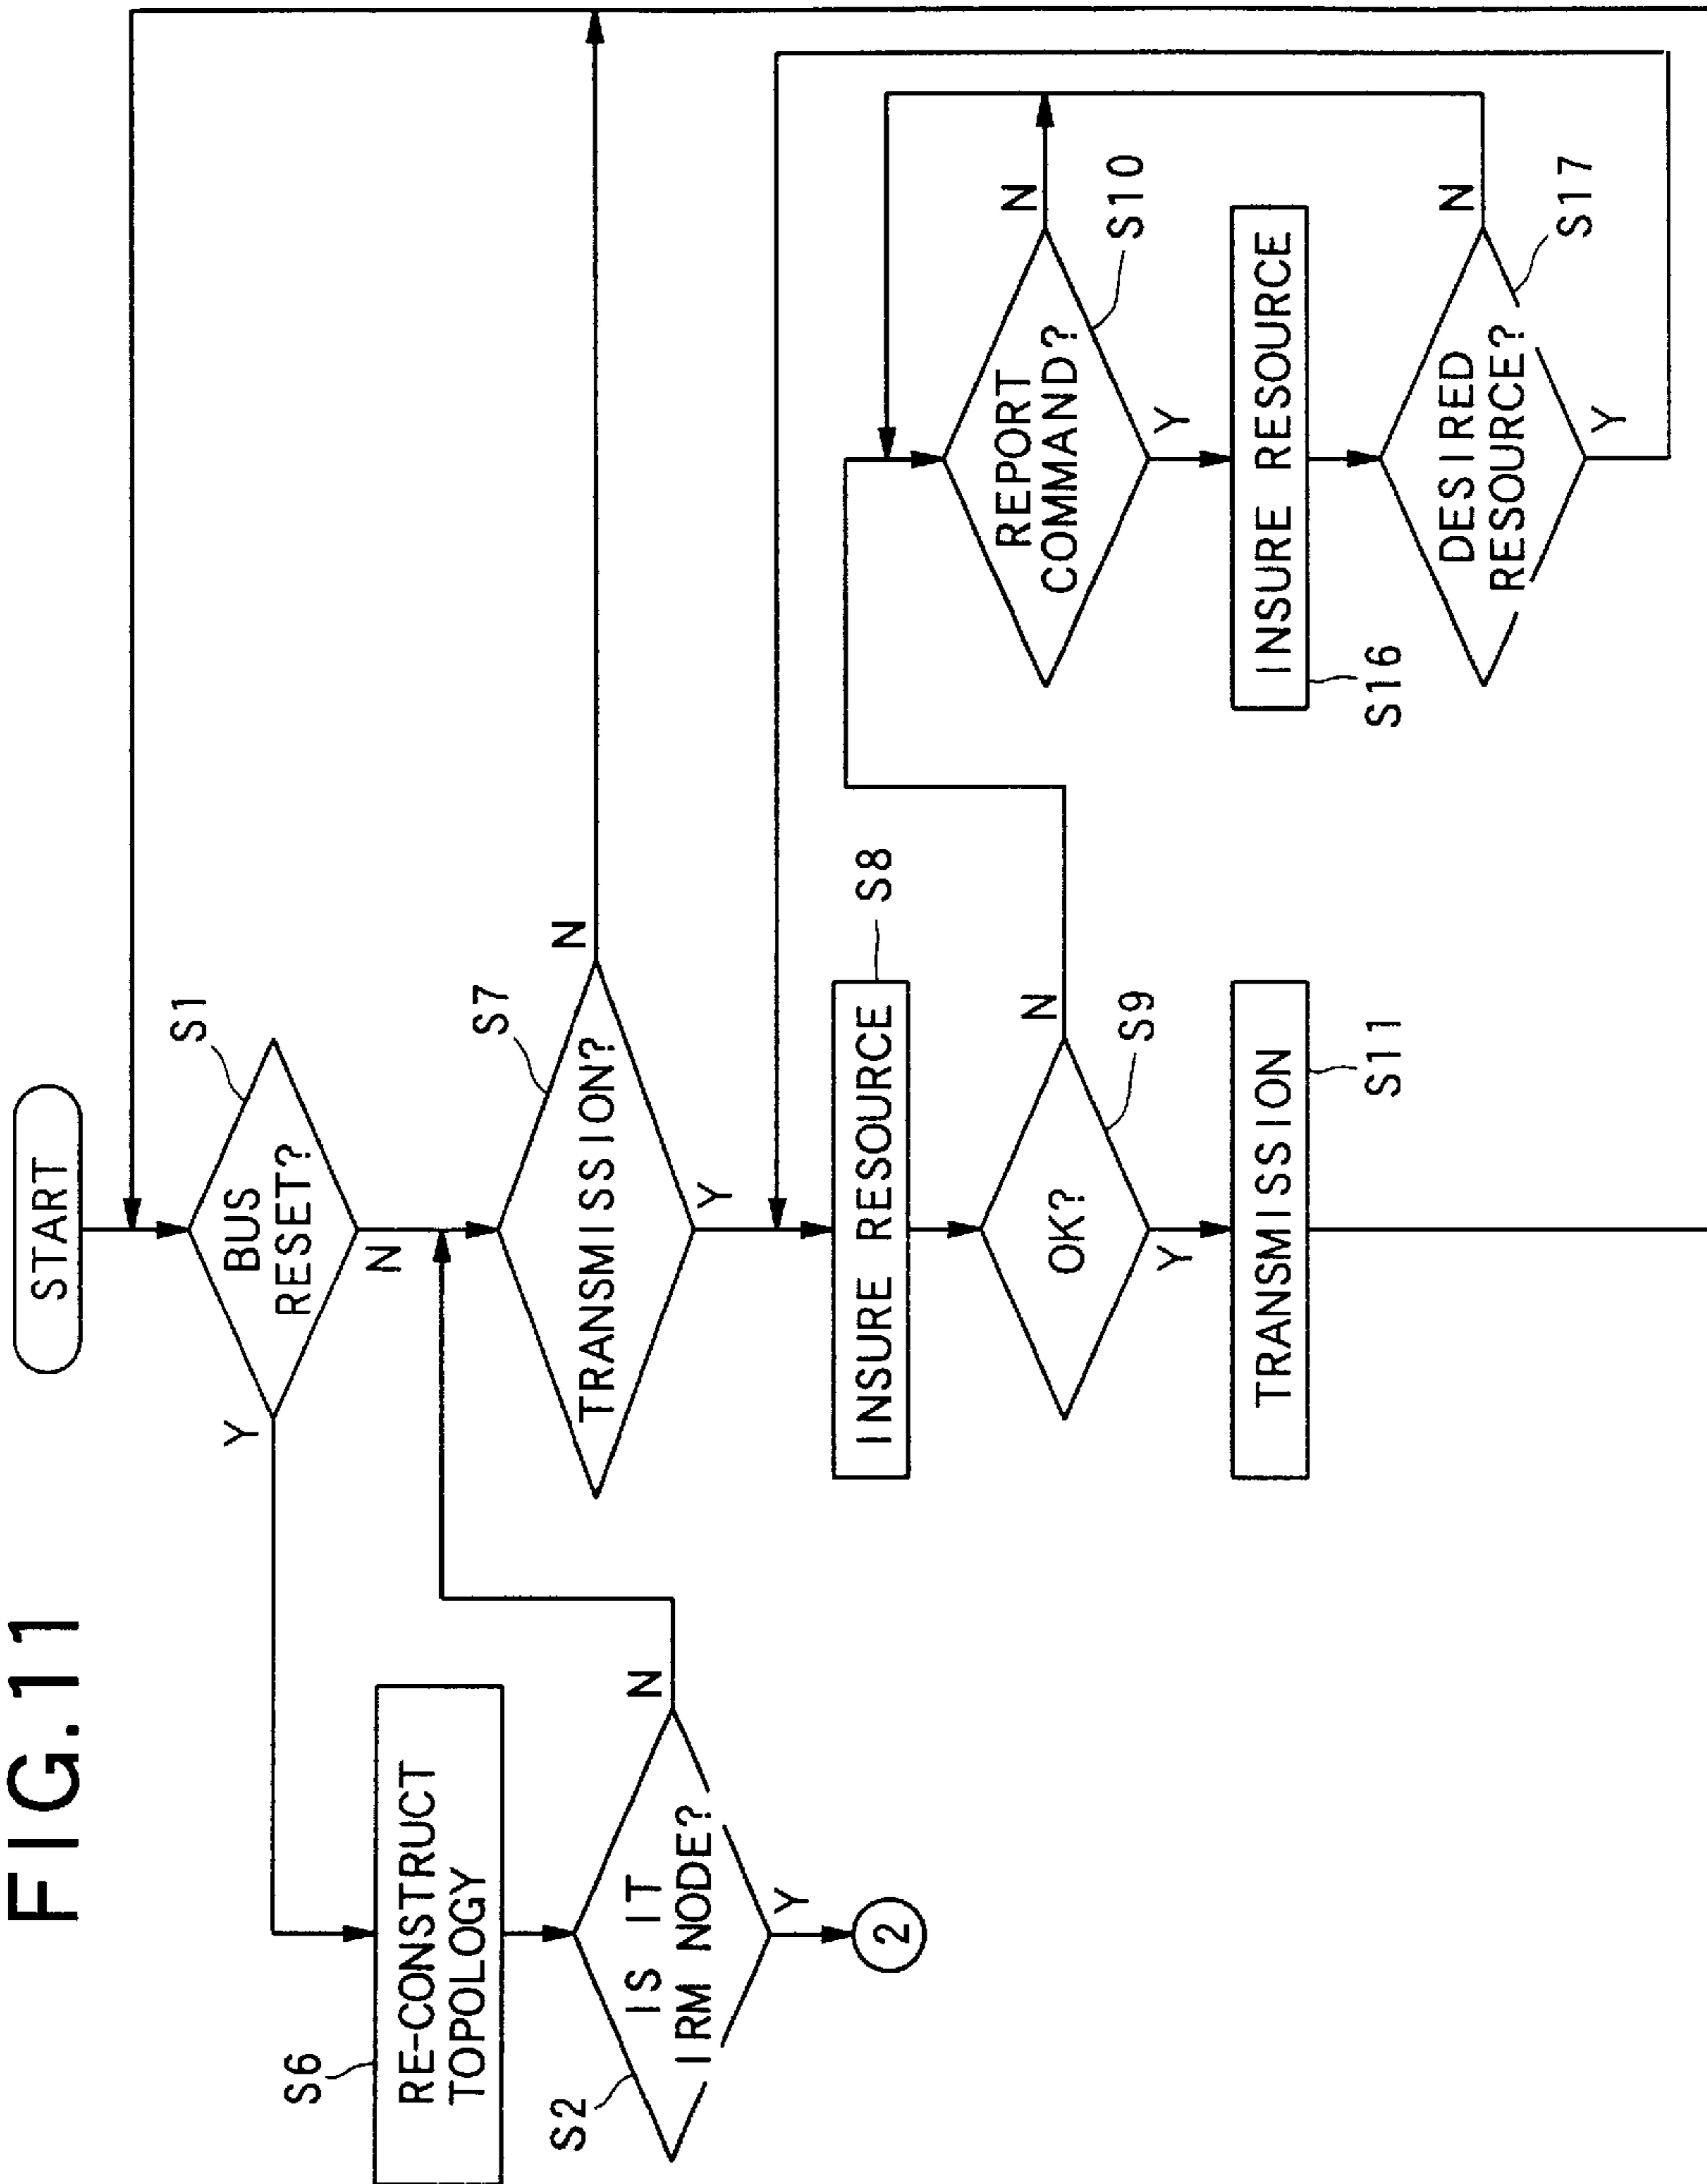 FIG.11
START
BUS
RESET?
S1
Y
N
S6
RE-CONSTRUCT
TOPOLOGY
S2
IS IT
IRM NODE?
N
Y
2
TRANSMISSION?
S7
N
Y
INSURE RESOURCE
S8
OK?
S9
N
Y
TRANSMISSION
S11
REPORT
COMMAND?
S10
N
Y
INSURE RESOURCE
S16
DESIRED
RESOURCE?
S17
N
Y